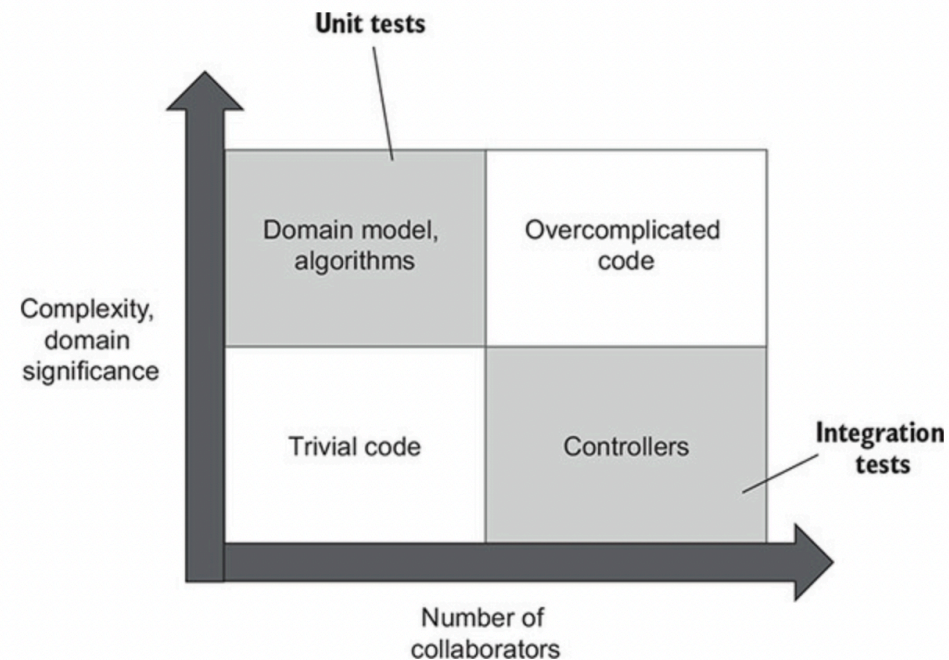 Unit tests
Domain model,
algorithms
Overcomplicated
code
Complexity,
domain
significance
Trivial code
Controllers
Integration
tests
Number of
collaborators